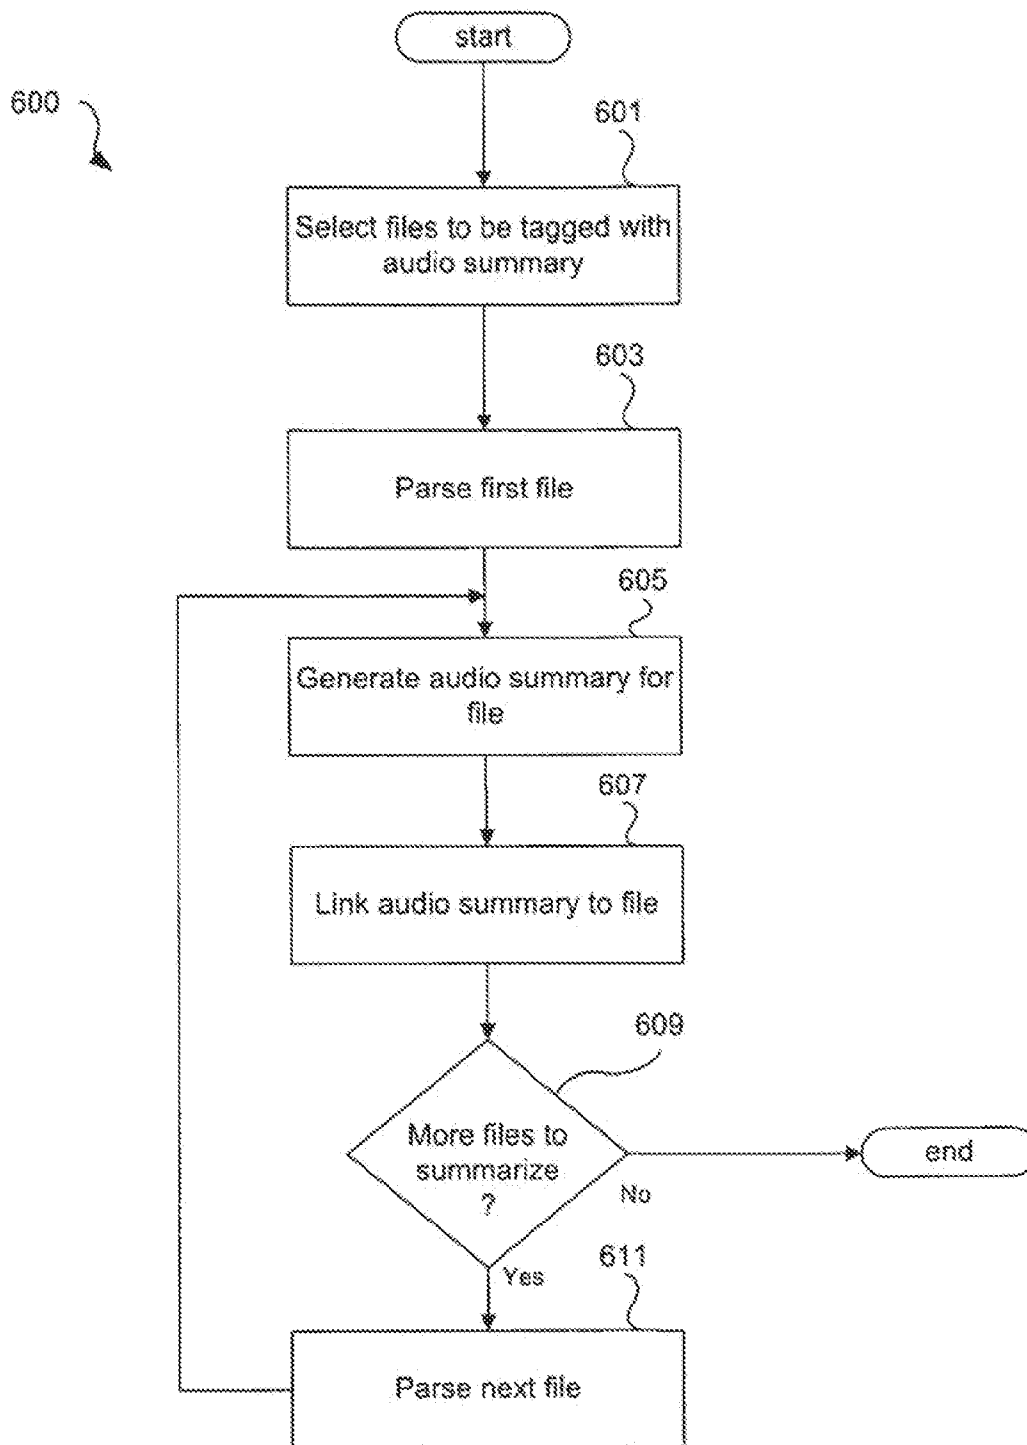 start
600
601
Select files to be tagged with
audio summary
603
Parse first file
605
Generate audio summary for
file
607
Link audio summary to file
609
More files to
summarize
?
No
end
Yes
611
Parse next file